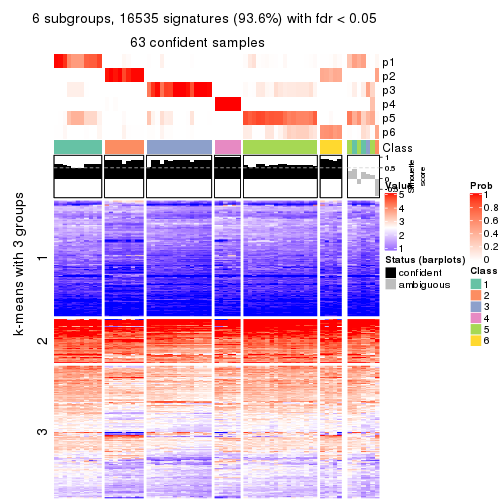 6 subgroups, 16535 signatures (93.6%) with fdr < 0.05
63 confident samples
p1
p2
p3
p4
p5
p6
Class
1
0.5
0
Silhouette
score
k-means with 3 groups
1
2
3
Value
5
4
3
2
1
Status (barplots)
confident
ambiguous
Prob
1
0.8
0.6
0.4
0.2
0
Class
1
2
3
4
5
6